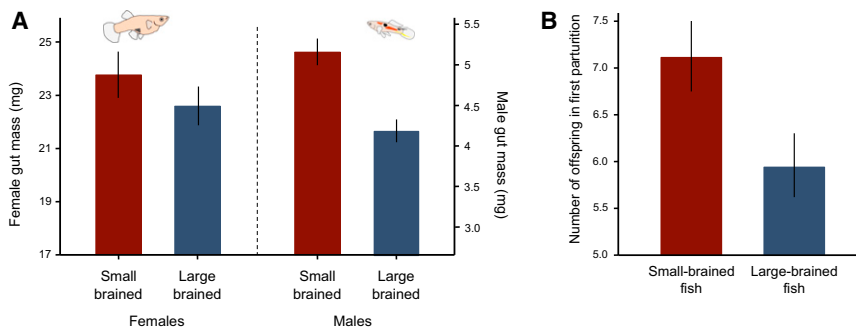 A
Female gut mass (mg)
25
23
21
19
17
Small
brained
Large
brained
Females
Small
brained
Large
brained
Males
5.5
5
4.5
4
3.5
3.0
Male gut mass (mg)
B
Number of offspring in first parturition
7.5
7.0
6.5
6.0
5.5
5.0
Small-brained
fish
Large-brained
fish